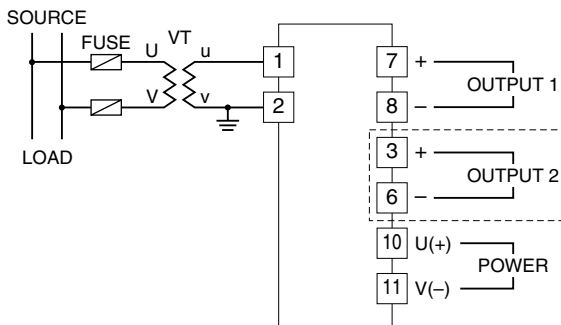 SOURCE
FUSE
VT
U
u
V
v
LOAD
1
2
7 +
8 –
OUTPUT 1
3 +
6 –
OUTPUT 2
10 U(+)
11 V(–)
POWER